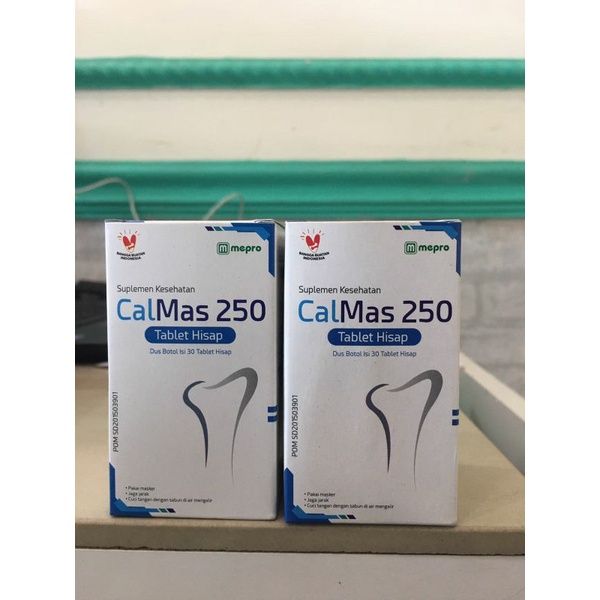 BANGGA BUATAN
INDONESIA
mepro
Suplemen Kesehatan
CalMas 250
Tablet Hisap
Dus Botol Isi 30 Tablet Hisap
POM SD201503901
• Pakai masker
• Jaga jarak
• Cuci tangan dengan sabun di air mengalir
BANGGA BUATAN
INDONESIA
mepro
Suplemen Kesehatan
CalMas 250
Tablet Hisap
Dus Botol Isi 30 Tablet Hisap
POM SD201503901
• Pakai masker
• Jaga jarak
• Cuci tangan dengan sabun di air mengalir